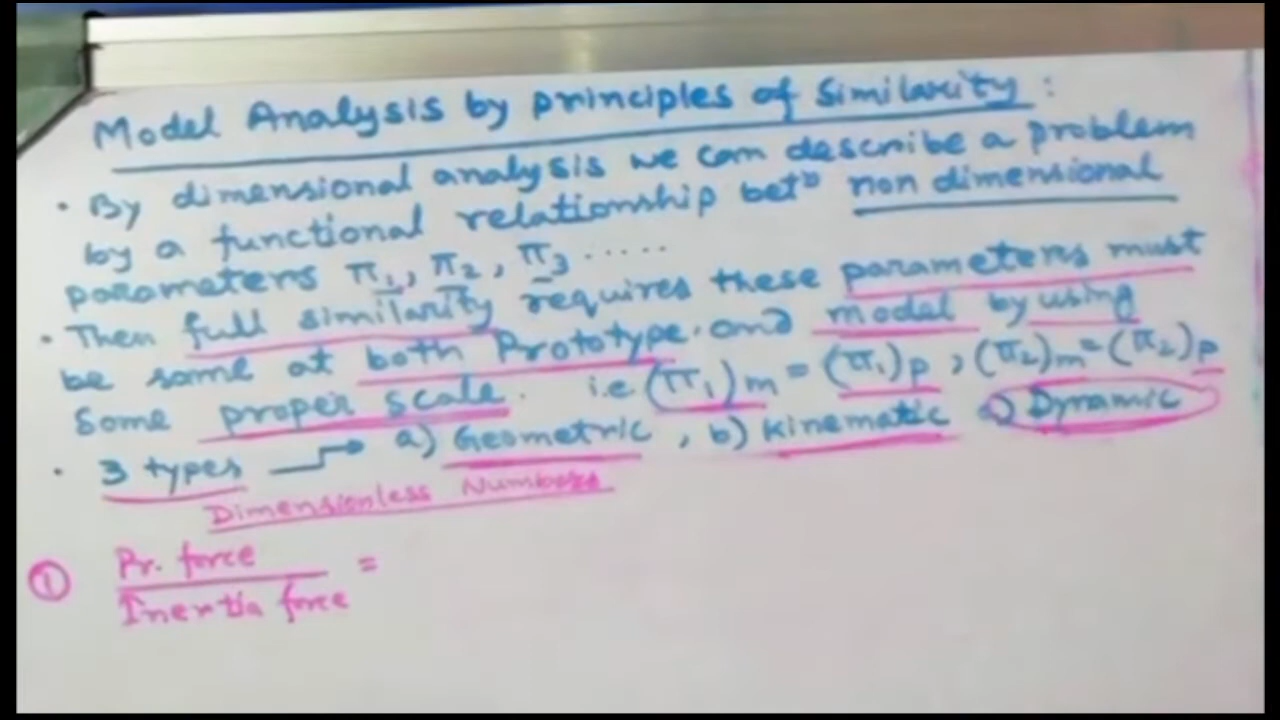 Model Analysis by principles of Similarity :
• By dimensional analysis we can describe a problem
by a functional relationship betⁿ non dimensional
parameters π₁, π₂, π₃ ......
• Then full similarity requires these parameters must
be same at both Prototype. and model by using
Some proper scale. i.e (π₁)m = (π₁)p , (π₂)m = (π₂)p
• 3 types → a) Geometric , b) kinematic c) Dynamic
Dimensionless Numbers
① Pr. force =
Inertia force